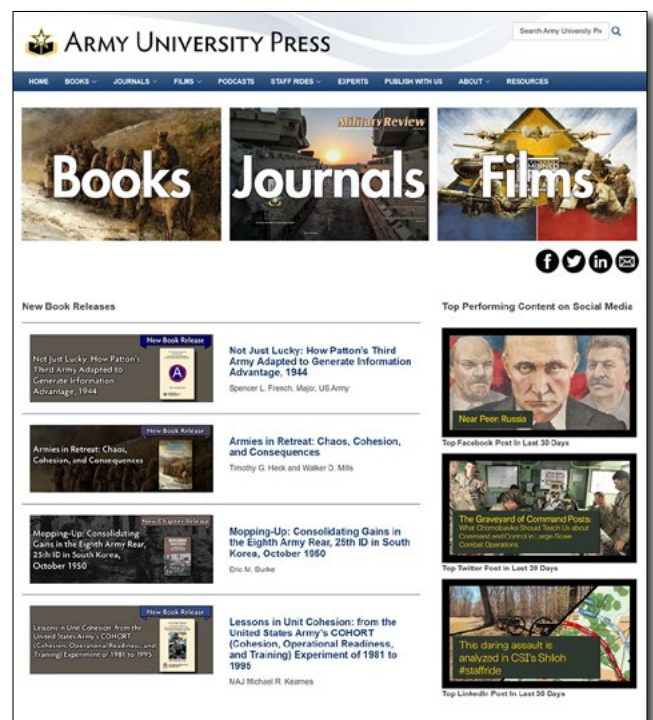 ARMY UNIVERSITY PRESS
Search Army University Pr
HOME BOOKS JOURNALS FILMS PODCASTS STAFF RIDES EXPERTS PUBLISH WITH US ABOUT RESOURCES
Books
Military Review
Journals
Films
New Book Releases
New Book Release
Not Just Lucky: How Patton's
Third Army Adapted to
Generate Information
Advantage, 1944
Not Just Lucky: How Patton's Third
Army Adapted to Generate Information
Advantage, 1944
Spencer L. French, Major, US Army
New Book Release
Armies in Retreat: Chaos,
Cohesion, and Consequences
Armies in Retreat: Chaos, Cohesion,
and Consequences
Timothy G. Heck and Walker D. Mills
New Chapter Release
Mopping-Up: Consolidating
Gains in the Eighth Army Rear,
25th ID in South Korea,
October 1950
Mopping-Up: Consolidating Gains in
the Eighth Army Rear, 25th ID in South
Korea, October 1950
Eric M. Burke
New Book Release
Lessons in Unit Cohesion: from the
United States Army's COHORT
(Cohesion, Operational Readiness, and
Training) Experiment of 1981 to 1995
Lessons in Unit Cohesion: from the
United States Army's COHORT
(Cohesion, Operational Readiness,
and Training) Experiment of 1981 to
1995
MAJ Michael R. Kearnes
Top Performing Content on Social Media
Near Peer: Russia
Top Facebook Post In Last 30 Days
The Graveyard of Command Posts:
What Chornobaivka Should Teach Us about
Command and Control in Large-Scale
Combat Operations
Top Twitter Post In Last 30 Days
This daring assault is
analyzed in CSI's Shiloh
#staffride
Top LinkedIn Post In Last 30 Days